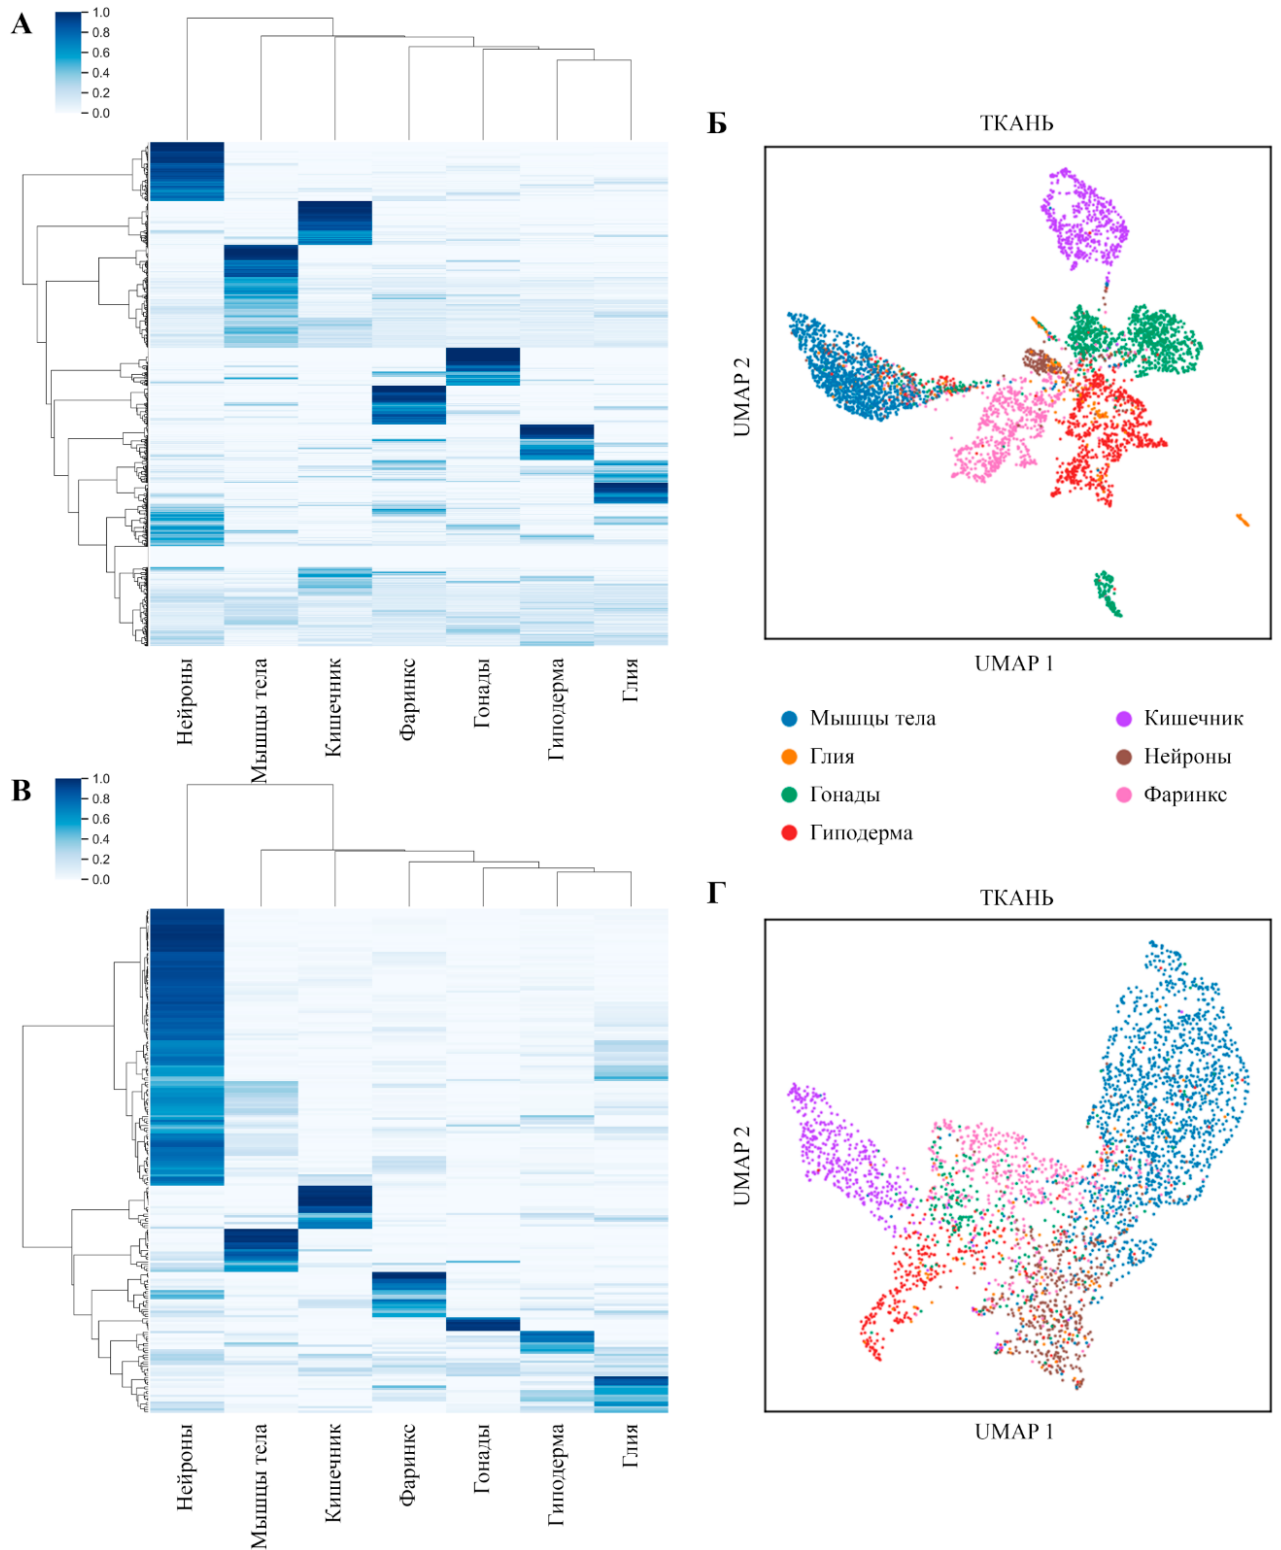 А
1.0
0.8
0.6
0.4
0.2
0.0
Нейроны
Мышцы тела
Кишечник
Фаринкс
Гонады
Гиподерма
Глия
Б
ТКАНЬ
UMAP 2
UMAP 1
Мышцы тела
Глия
Гонады
Гиподерма
Кишечник
Нейроны
Фаринкс
В
1.0
0.8
0.6
0.4
0.2
0.0
Нейроны
Мышцы тела
Кишечник
Фаринкс
Гонады
Гиподерма
Глия
Г
ТКАНЬ
UMAP 2
UMAP 1